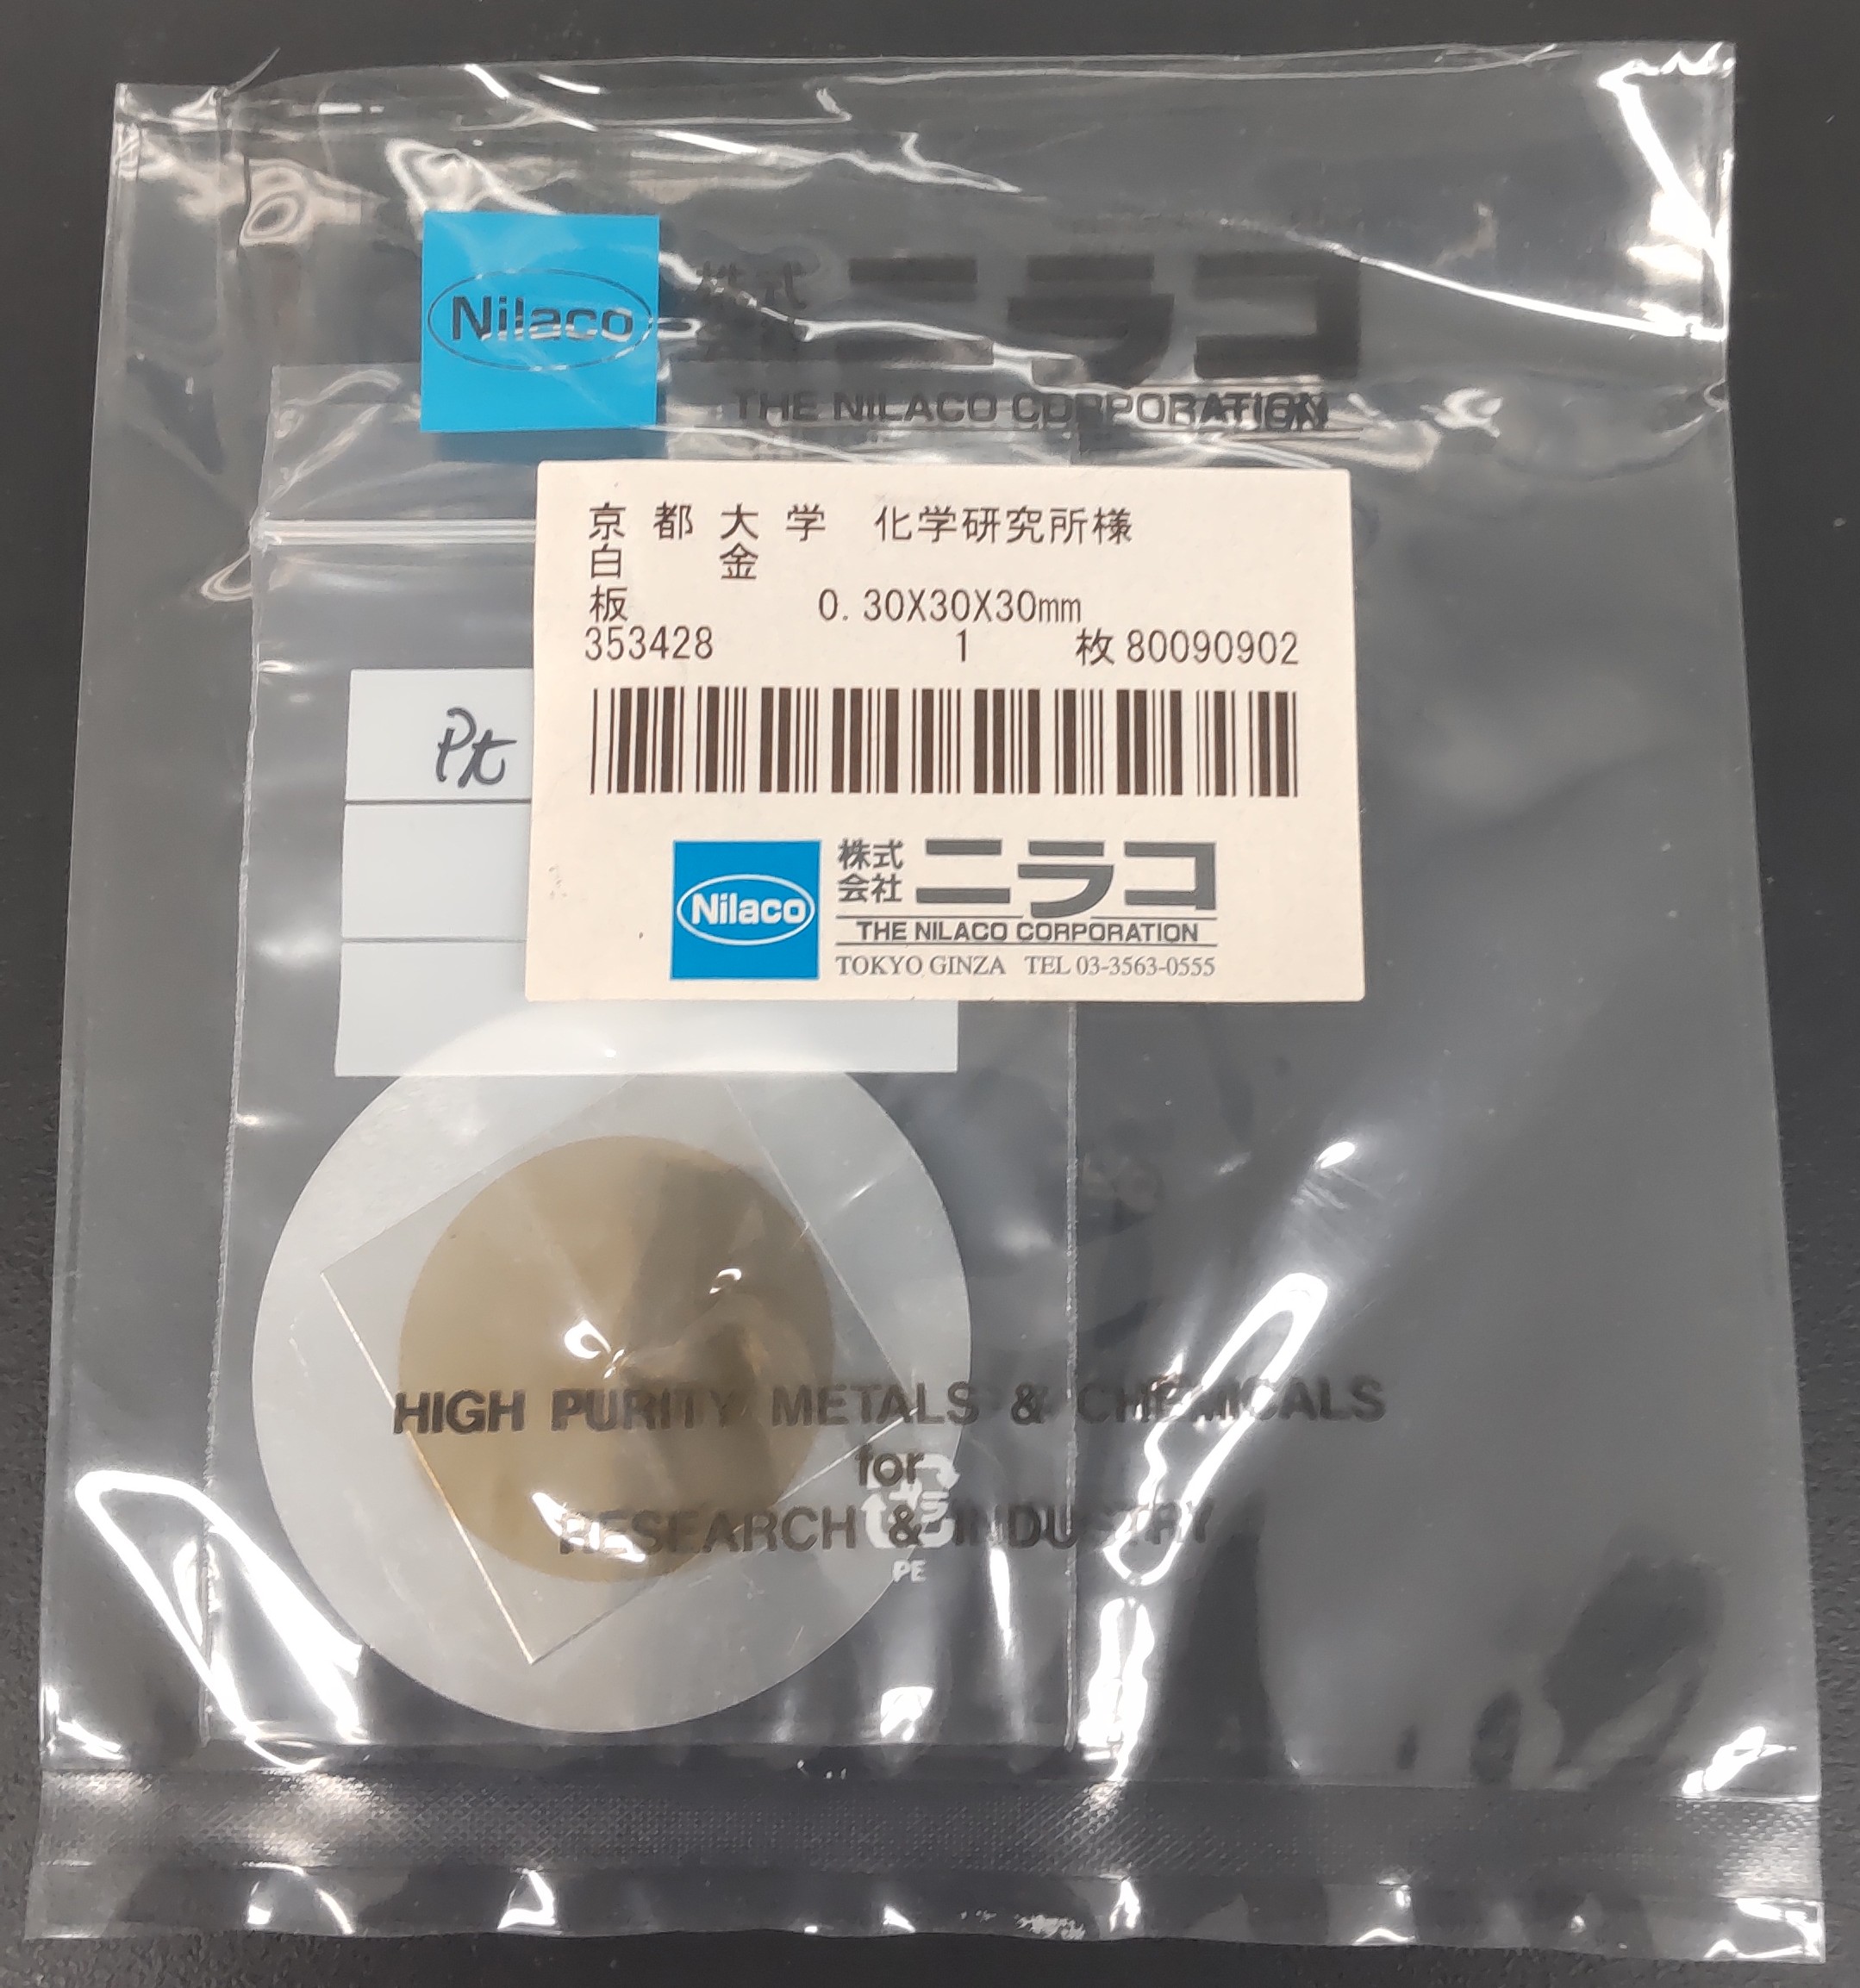 Nilaco
株式
会社
ニラコ
THE NILACO CORPORATION
京都大学 化学研究所様
白 金
板 0.30X30X30mm
353428 1 枚 80090902
Pt
Nilaco
株式
会社
ニラコ
THE NILACO CORPORATION
TOKYO GINZA TEL 03-3563-0555
HIGH PURITY METALS & CHEMICALS
for
RESEARCH & INDUSTRY
PE